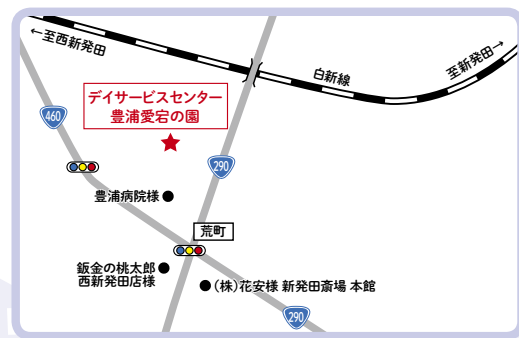 ←至西新発田
白新線
至新発田→
デイサービスセンター
豊浦愛宕の園
460
290
豊浦病院様
荒町
鈑金の桃太郎
西新発田店様
(株)花安様 新発田斎場 本館
290